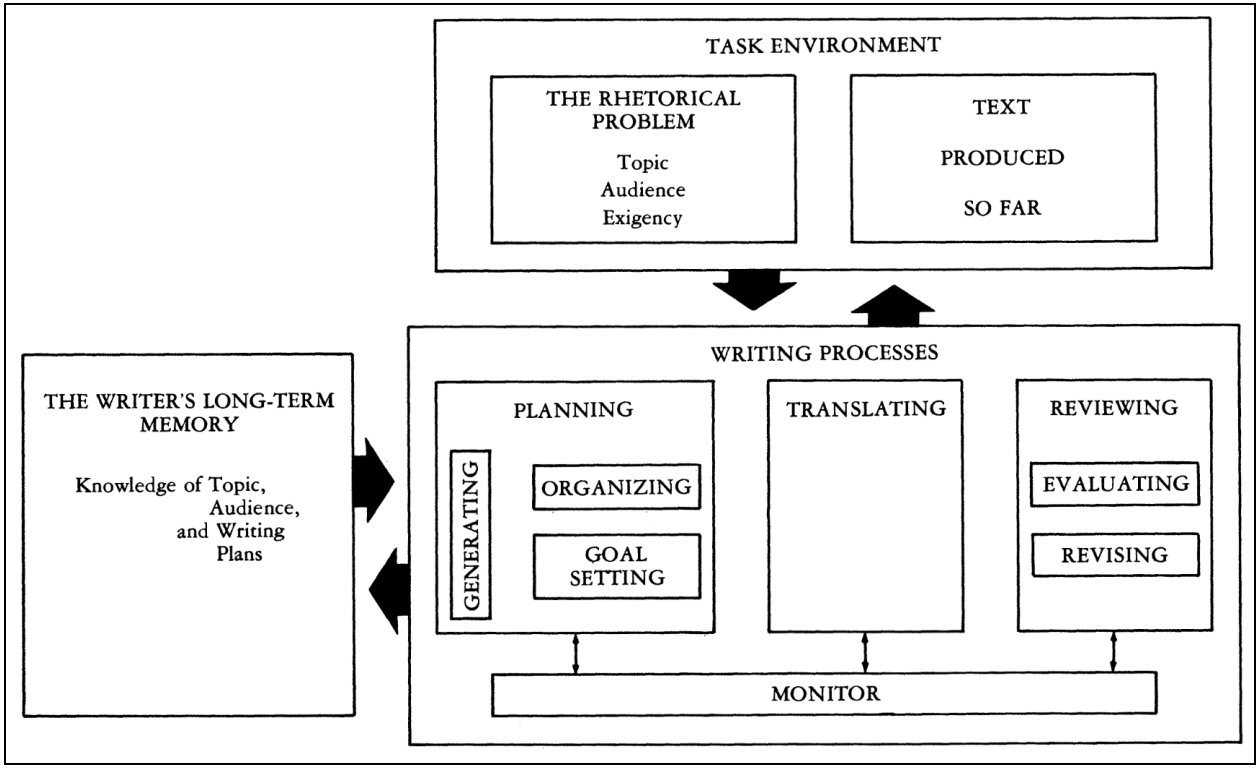 TASK ENVIRONMENT
THE RHETORICAL
PROBLEM
Topic
Audience
Exigency
TEXT
PRODUCED
SO FAR
THE WRITER'S LONG-TERM
MEMORY
Knowledge of Topic,
Audience,
and Writing
Plans
WRITING PROCESSES
PLANNING
GENERATING
ORGANIZING
GOAL
SETTING
TRANSLATING
REVIEWING
EVALUATING
REVISING
MONITOR